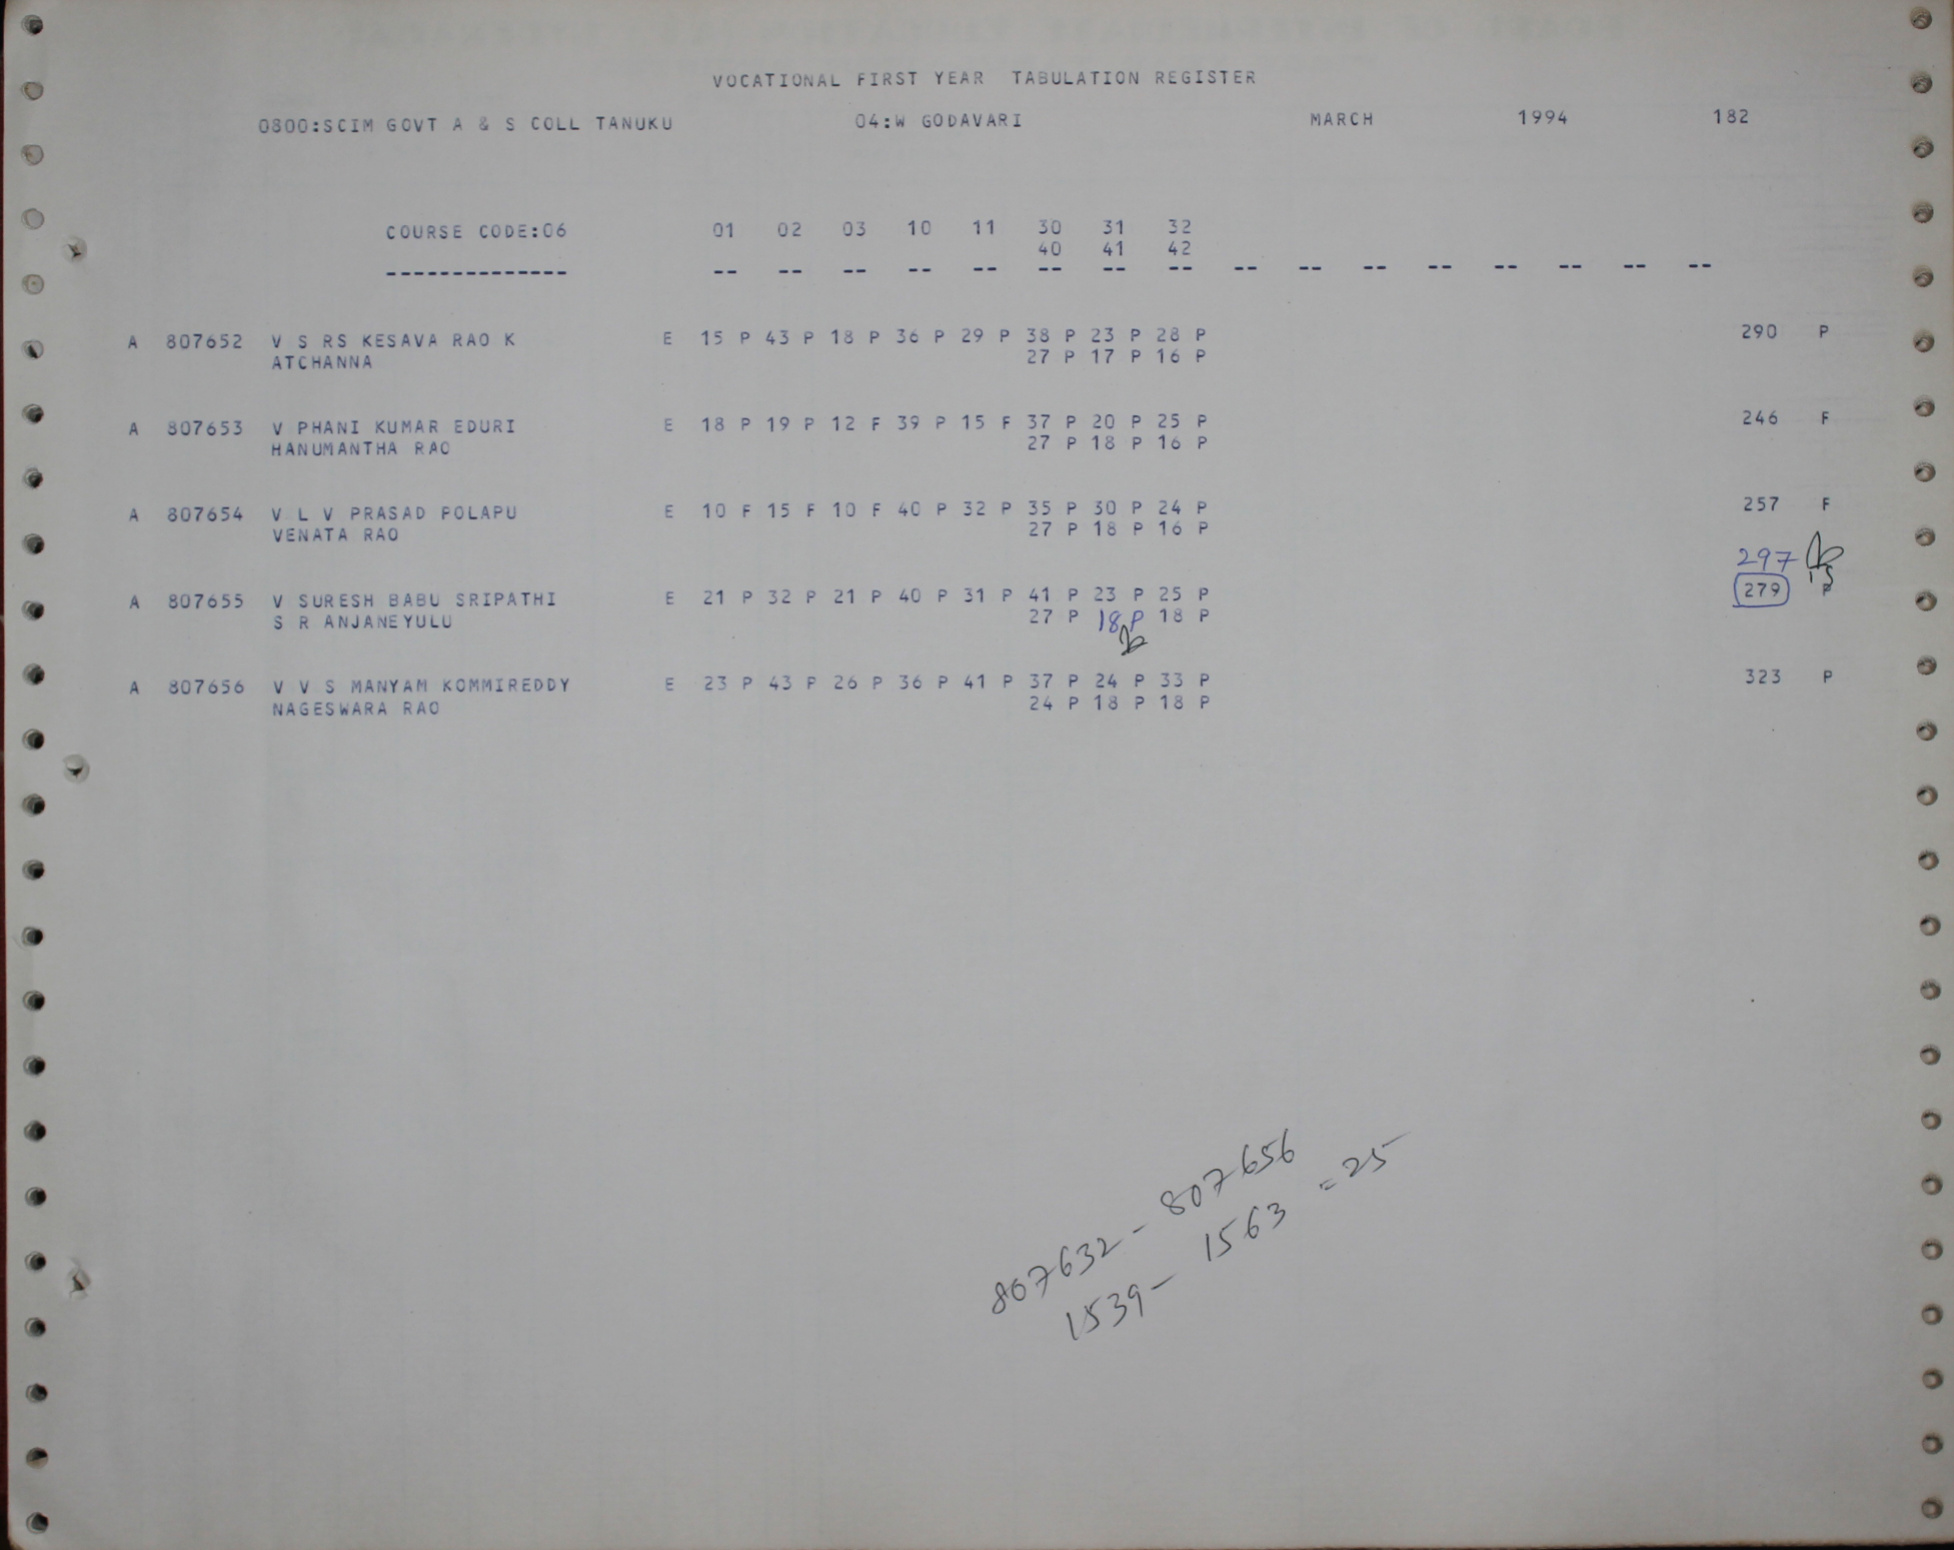 VOCATIONAL FIRST YEAR TABULATION REGISTER
0800:SCIM GOVT A & S COLL TANUKU 04:W GODAVARI MARCH 1994 182
COURSE CODE:06 01 02 03 10 11 30 31 32
40 41 42
-------------- -- -- -- -- -- -- -- -- -- -- -- -- -- -- -- --
A 807652 V S RS KESAVA RAO K E 15 P 43 P 18 P 36 P 29 P 38 P 23 P 28 P 290 P
ATCHANNA 27 P 17 P 16 P
A 807653 V PHANI KUMAR EDURI E 18 P 19 P 12 F 39 P 15 F 37 P 20 P 25 P 246 F
HANUMANTHA RAO 27 P 18 P 16 P
A 807654 V L V PRASAD POLAPU E 10 F 15 F 10 F 40 P 32 P 35 P 30 P 24 P 257 F
VENATA RAO 27 P 18 P 16 P
297
A 807655 V SURESH BABU SRIPATHI E 21 P 32 P 21 P 40 P 31 P 41 P 23 P 25 P 279 P
S R ANJANEYULU 27 P 18 P 18 P
A 807656 V V S MANYAM KOMMIREDDY E 23 P 43 P 26 P 36 P 41 P 37 P 24 P 33 P 323 P
NAGESWARA RAO 24 P 18 P 18 P
807632 - 807656
1539 - 1563 = 25